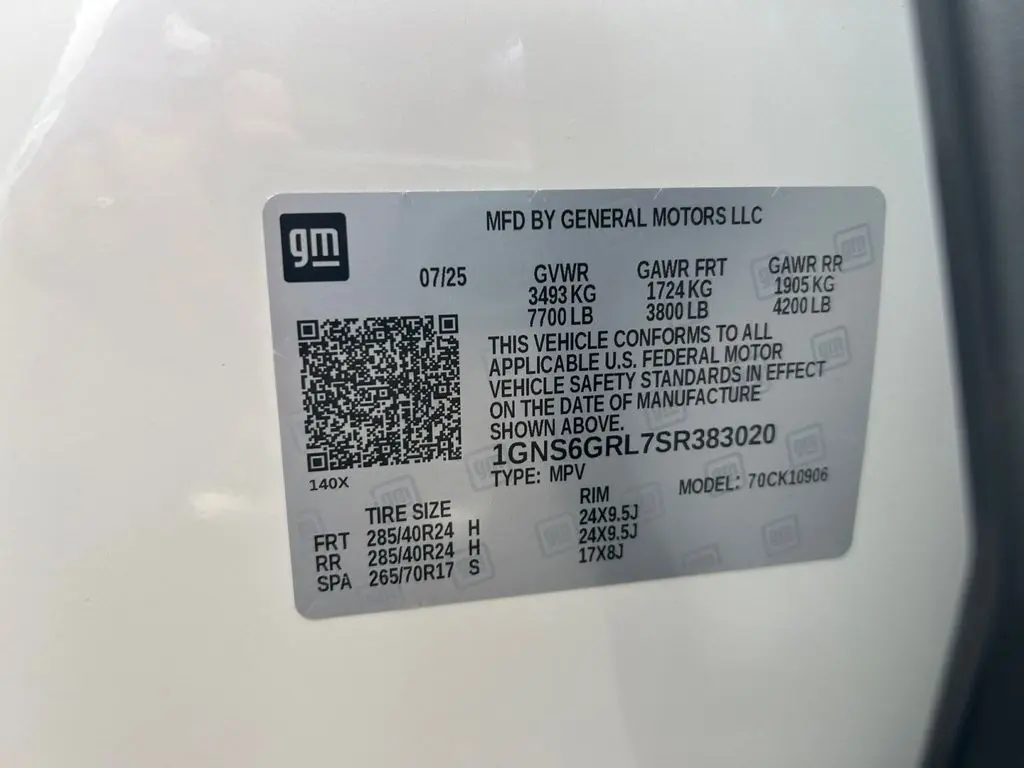 gm
MFD BY GENERAL MOTORS LLC
07/25
GVWR
3493 KG
7700 LB
GAWR FRT
1724 KG
3800 LB
GAWR RR
1905 KG
4200 LB
THIS VEHICLE CONFORMS TO ALL
APPLICABLE U.S. FEDERAL MOTOR
VEHICLE SAFETY STANDARDS IN EFFECT
ON THE DATE OF MANUFACTURE
SHOWN ABOVE.
1GNS6GRL7SR383020
TYPE: MPV
MODEL: 70CK10906
140X
TIRE SIZE
RIM
FRT 285/40R24 H 24X9.5J
RR 285/40R24 H 24X9.5J
SPA 265/70R17 S 17X8J